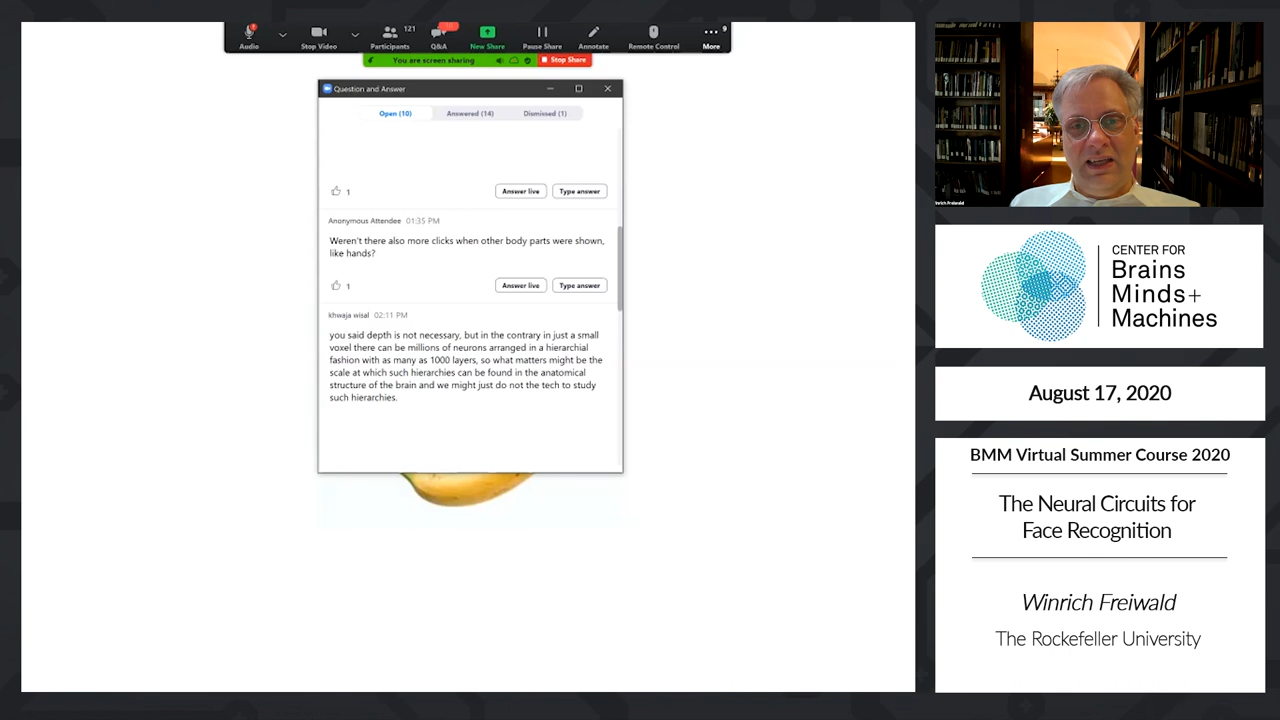 Audio
Stop Video
Participants
121
Q&A
New Share
Pause Share
Annotate
Remote Control
More
You are screen sharing
Stop Share
Question and Answer
Open (10)
Answered (14)
Dismissed (1)
1
Answer live
Type answer
Anonymous Attendee 01:35 PM
Weren't there also more clicks when other body parts were shown,
like hands?
1
Answer live
Type answer
khwaja wisal 02:11 PM
you said depth is not necessary, but in the contrary in just a small
voxel there can be millions of neurons arranged in a hierarchial
fashion with as many as 1000 layers, so what matters might be the
scale at which such hierarchies can be found in the anatomical
structure of the brain and we might just do not the tech to study
such hierarchies.
Winrich Freiwald
CENTER FOR
Brains
Minds+
Machines
August 17, 2020
BMM Virtual Summer Course 2020
The Neural Circuits for
Face Recognition
Winrich Freiwald
The Rockefeller University